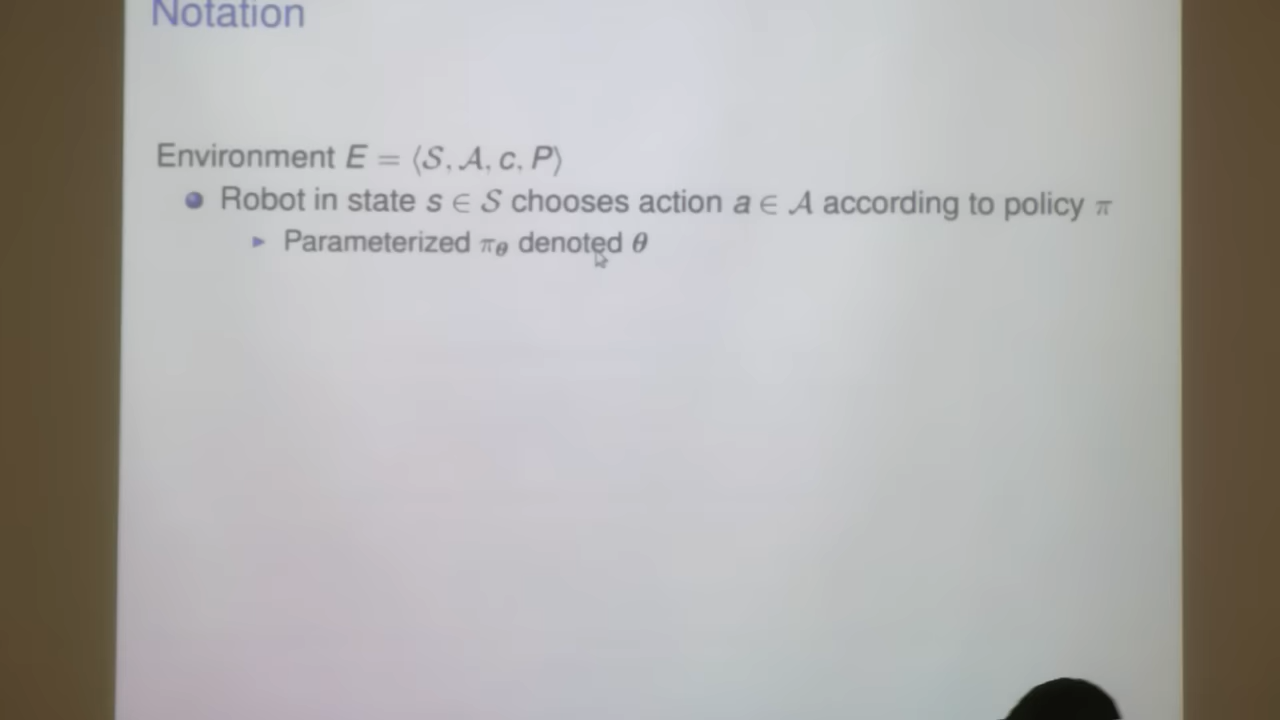 Notation
Environment E = ⟨S, A, c, P⟩
Robot in state s ∈ S chooses action a ∈ A according to policy π
Parameterized π_θ denoted θ